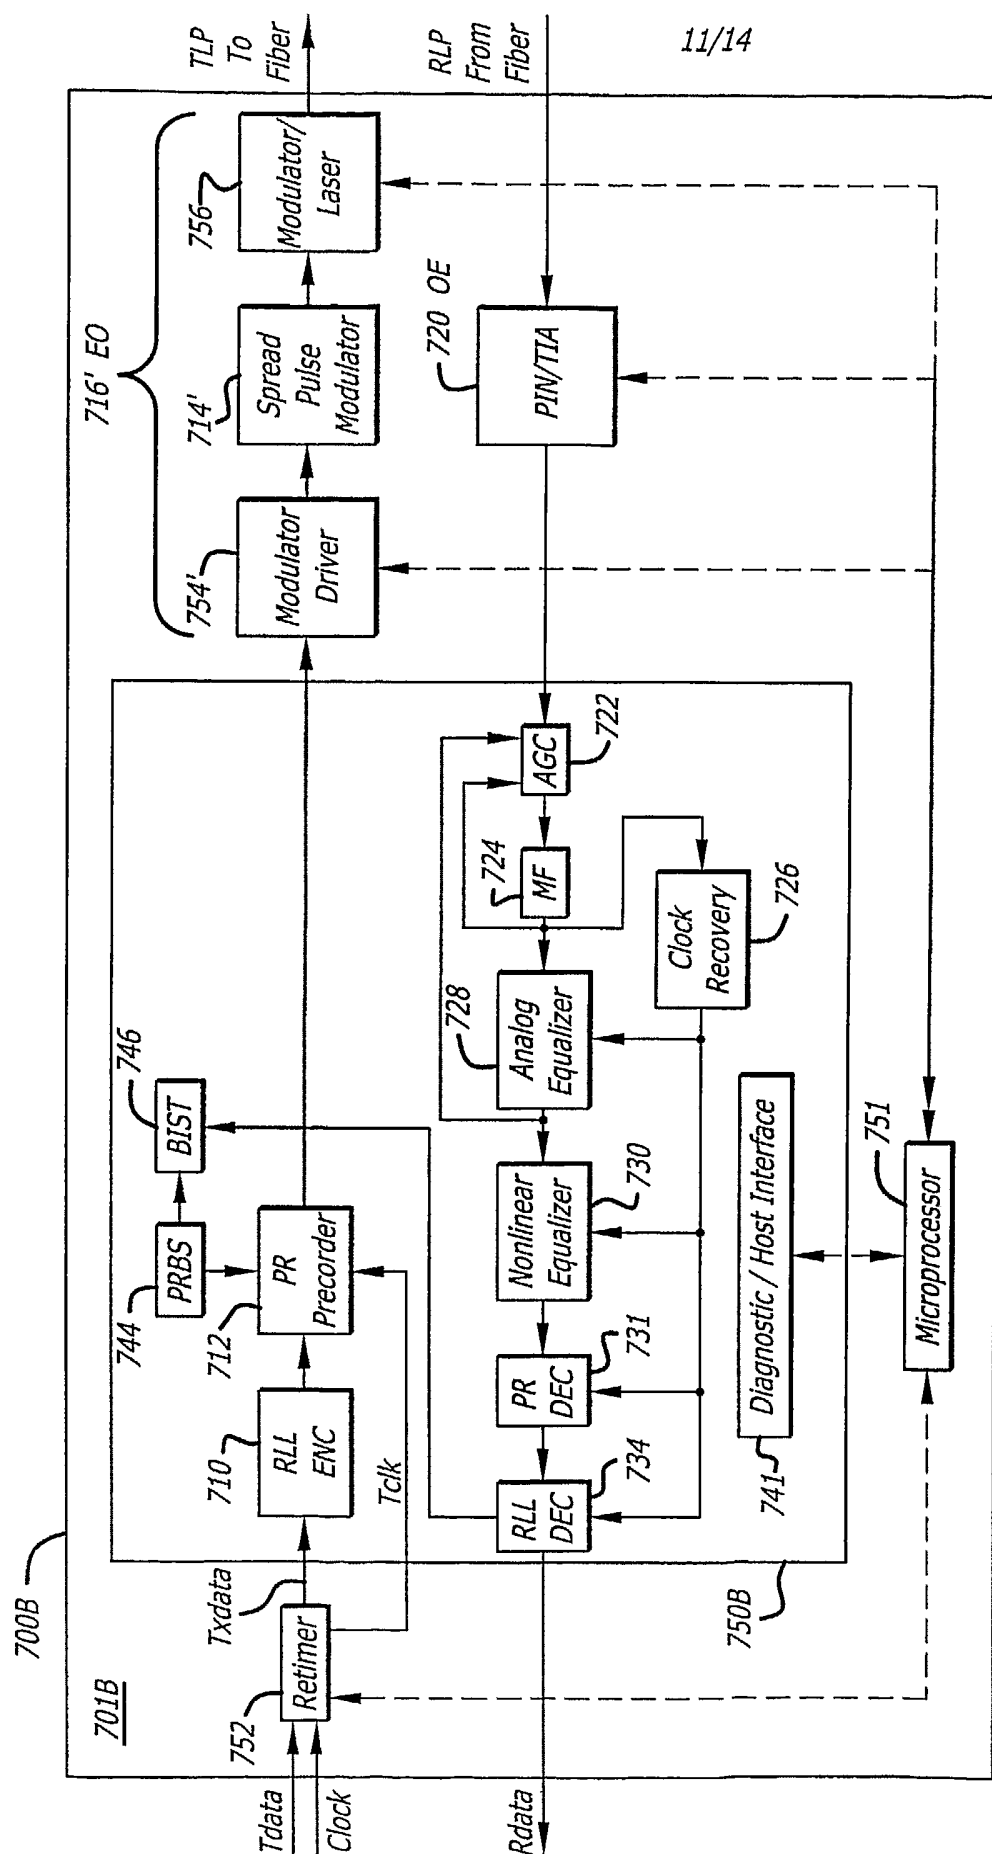 11/14
700B
701B
716' EO
TLP
To
Fiber
RLP
From
Fiber
754'
Modulator
Driver
714'
Spread
Pulse
Modulator
756
Modulator/
Laser
720 OE
PIN/TIA
744
PRBS
746
BIST
Tdata
Clock
752
Retimer
Txdata
Tclk
710
RLL
ENC
712
PR
Precorder
Rdata
RLL
DEC
734
PR
DEC
731
Nonlinear
Equalizer
730
728
Analog
Equalizer
724
MF
AGC
722
Clock
Recovery
726
741
Diagnostic / Host Interface
750B
Microprocessor
751